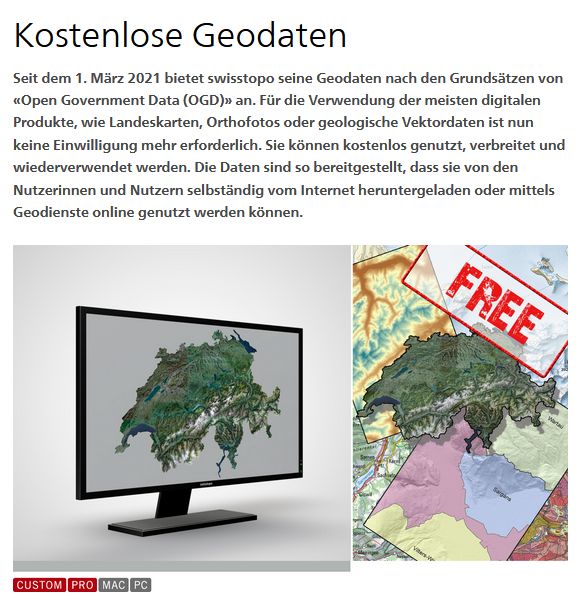 Kostenlose Geodaten
Seit dem 1. März 2021 bietet swisstopo seine Geodaten nach den Grundsätzen von
«Open Government Data (OGD)» an. Für die Verwendung der meisten digitalen
Produkte, wie Landeskarten, Orthofotos oder geologische Vektordaten ist nun
keine Einwilligung mehr erforderlich. Sie können kostenlos genutzt, verbreitet und
wiederverwendet werden. Die Daten sind so bereitgestellt, dass sie von den
Nutzerinnen und Nutzern selbständig vom Internet heruntergeladen oder mittels
Geodienste online genutzt werden können.
FREE
Wartau
Sargans
CUSTOM PRO MAC PC